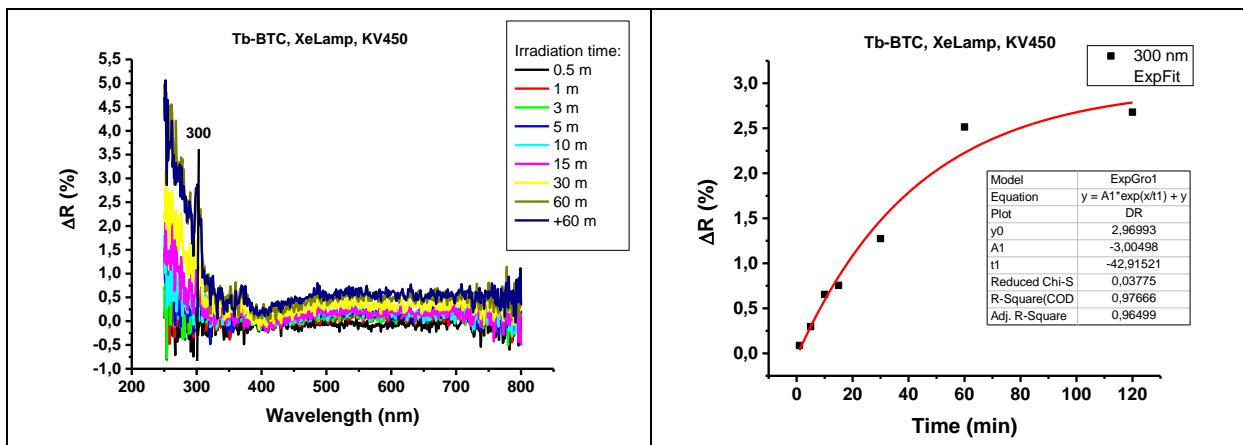 Tb-BTC, XeLamp, KV450
Irradiation time:
0.5 m
1 m
3 m
5 m
10 m
15 m
30 m
60 m
+60 m
300
5,5
5,0
4,5
4,0
3,5
3,0
2,5
2,0
1,5
1,0
0,5
0,0
-0,5
-1,0
ΔR (%)
200 300 400 500 600 700 800
Wavelength (nm)
Tb-BTC, XeLamp, KV450
300 nm
ExpFit
3,0
2,5
2,0
1,5
1,0
0,5
0,0
ΔR (%)
Model ExpGro1
Equation y = A1*exp(x/t1) + y
Plot DR
y0 2,96993
A1 -3,00498
t1 -42,91521
Reduced Chi-S 0,03775
R-Square(COD 0,97666
Adj. R-Square 0,96499
0 20 40 60 80 100 120
Time (min)